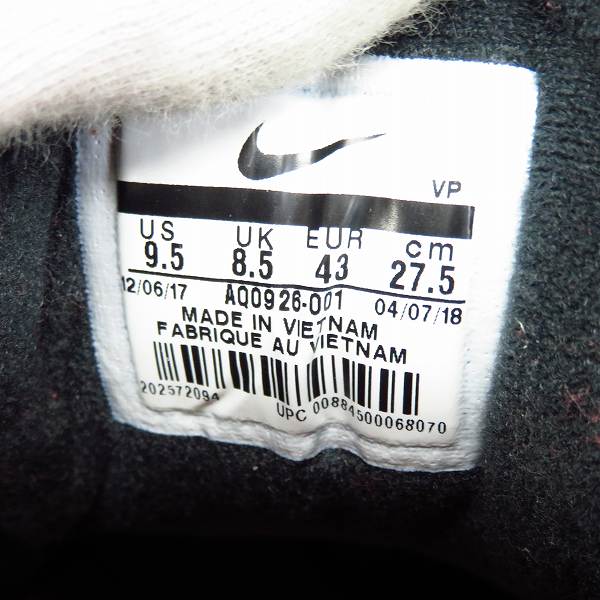 VP
US UK EUR cm
9.5 8.5 43 27.5
12/06/17 AQ0926-001 04/07/18
MADE IN VIETNAM
FABRIQUE AU VIETNAM
202572094
UPC 00884500068070